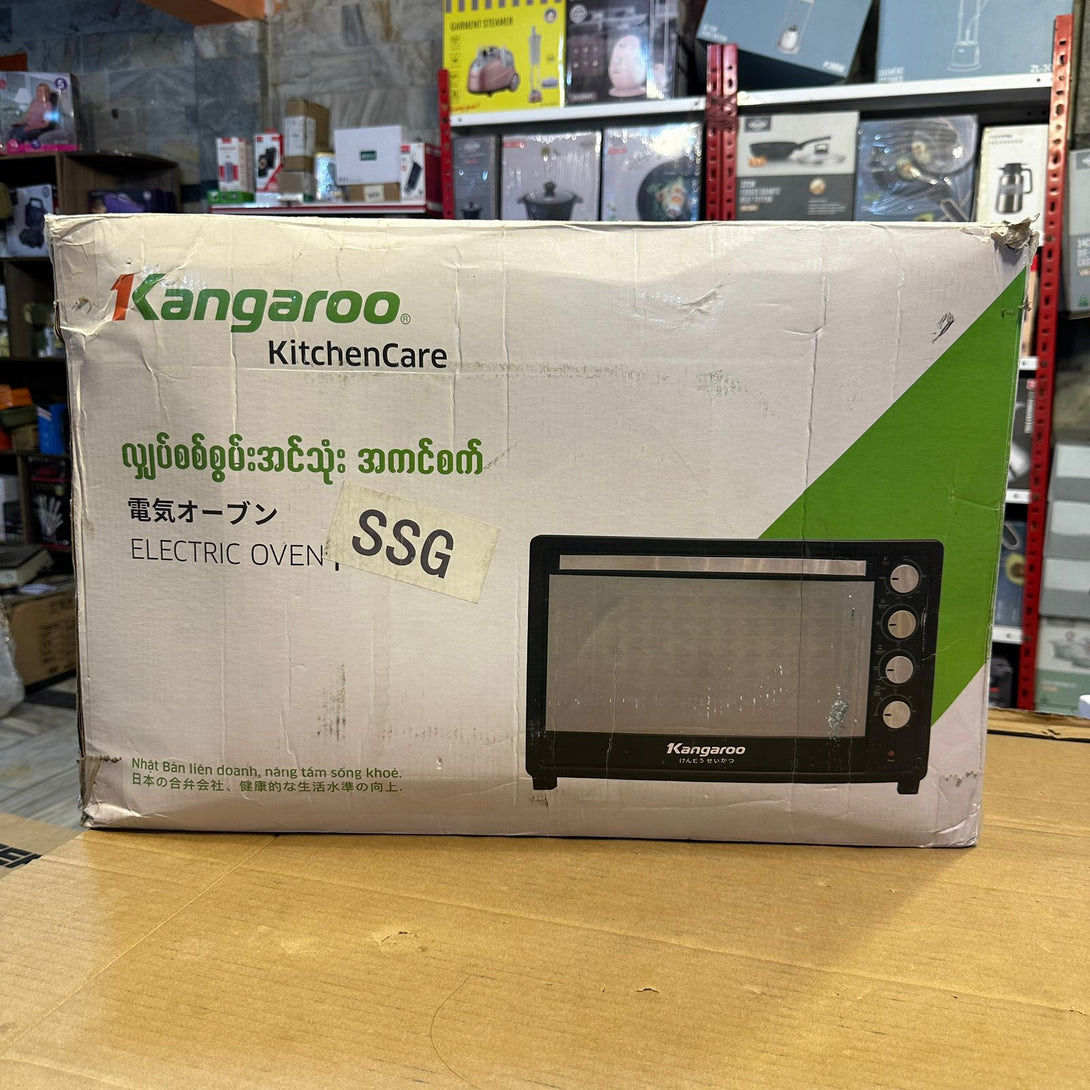 GARMENT STEAMER
Kangaroo®
KitchenCare
လျှပ်စစ်စွမ်းအင်သုံး အကင်စက်
電気オーブン
ELECTRIC OVEN
SSG
Kangaroo
けんとう せいかつ
Nhật Bản liên doanh, nâng tầm sống khoẻ.
日本の合弁会社、健康的な生活水準の向上.